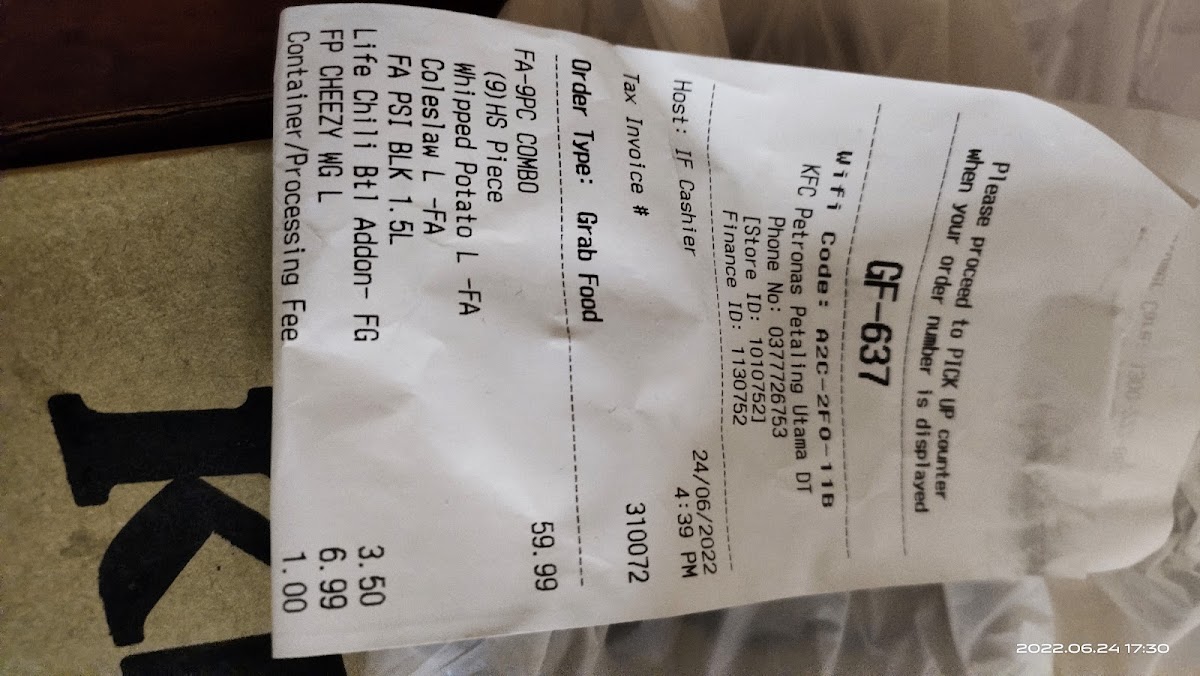 Please proceed to PICK UP counter
when your order number is displayed
GF-637
Wifi Code: A2C-2F0-11B
KFC Petronas Petaling Utama DT
Phone No: 0377726753
[Store ID: 1010752]
Finance ID: 1130752
24/06/2022
Host: IF Cashier 4:39 PM
Tax Invoice # 310072
Order Type: Grab Food
FA-9PC COMBO 59.99
(9)HS Piece
Whipped Potato L -FA
Coleslaw L -FA
FA PSI BLK 1.5L
Life Chili Btl Addon- FG 3.50
FP CHEEZY WG L 6.99
Container/Processing Fee 1.00
K
2022.06.24 17:30